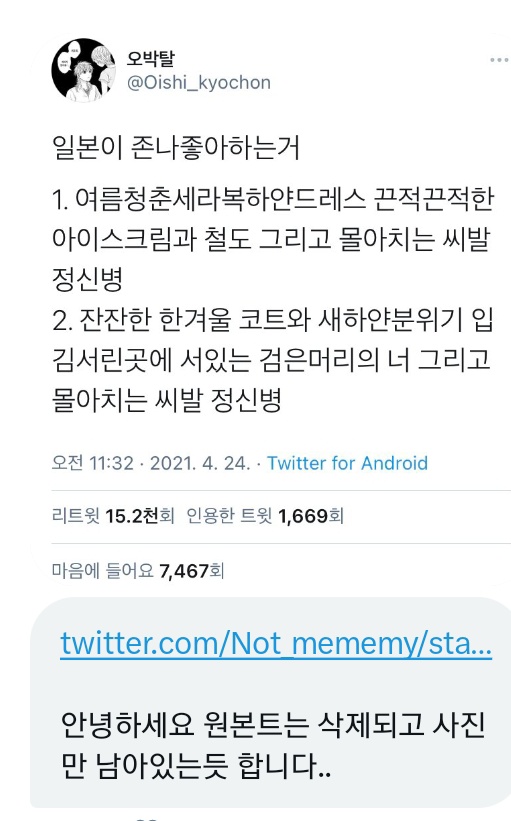 오박탈
@Oishi_kyochon
일본이 존나좋아하는거
1. 여름청춘세라복하얀드레스 끈적끈적한
아이스크림과 철도 그리고 몰아치는 씨발
정신병
2. 잔잔한 한겨울 코트와 새하얀분위기 입
김서린곳에 서있는 검은머리의 너 그리고
몰아치는 씨발 정신병
오전 11:32 · 2021. 4. 24. · Twitter for Android
리트윗 15.2천회 인용한 트윗 1,669회
마음에 들어요 7,467회
twitter.com/Not_mememy/sta...
안녕하세요 원본트는 삭제되고 사진
만 남아있는듯 합니다..